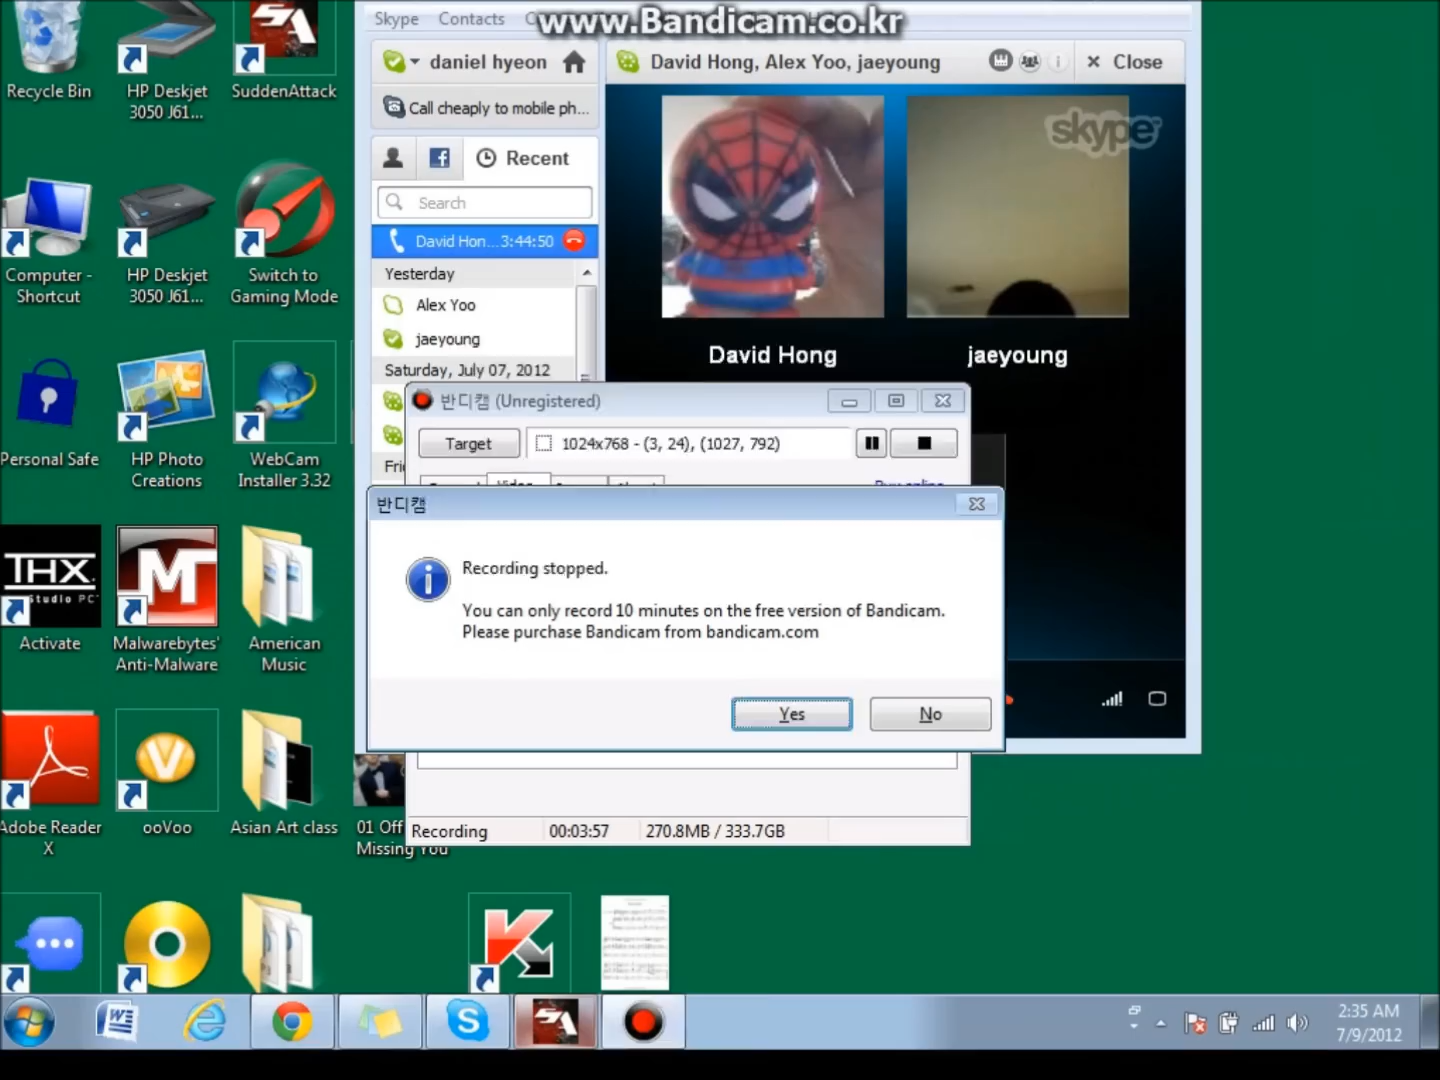 www.Bandicam.co.kr
Skype Contacts
daniel hyeon
David Hong, Alex Yoo, jaeyoung
Close
Call cheaply to mobile ph...
skype
Recent
Search
David Hon... 3:44:50
Yesterday
Alex Yoo
jaeyoung
Saturday, July 07, 2012
David Hong
jaeyoung
반디캠 (Unregistered)
Target
1024x768 - (3, 24), (1027, 792)
Video
반디캠
Recording stopped.
You can only record 10 minutes on the free version of Bandicam.
Please purchase Bandicam from bandicam.com
Yes
No
Recording 00:03:57 270.8MB / 333.7GB
Recycle Bin
HP Deskjet
3050 J61...
SuddenAttack
Computer -
Shortcut
HP Deskjet
3050 J61...
Switch to
Gaming Mode
Personal Safe
HP Photo
Creations
WebCam
Installer 3.32
THX
Studio PC
Activate
Malwarebytes'
Anti-Malware
American
Music
Adobe Reader
X
ooVoo
Asian Art class
01 Off
Missing You
2:35 AM
7/9/2012